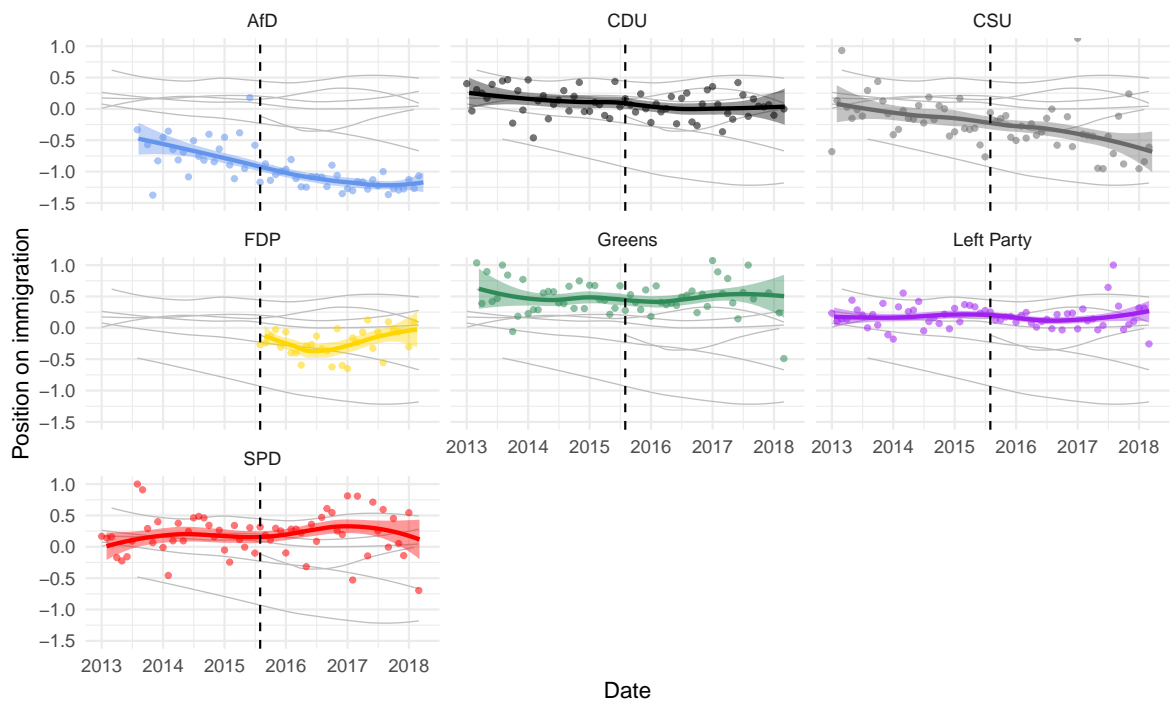 AfD CDU CSU
1.0
0.5
0.0
−0.5
−1.0
−1.5
FDP Greens Left Party
1.0
0.5
0.0
−0.5
−1.0
−1.5
2013 2014 2015 2016 2017 2018 2013 2014 2015 2016 2017 2018
SPD
1.0
0.5
0.0
−0.5
−1.0
−1.5
2013 2014 2015 2016 2017 2018
Position on immigration
Date